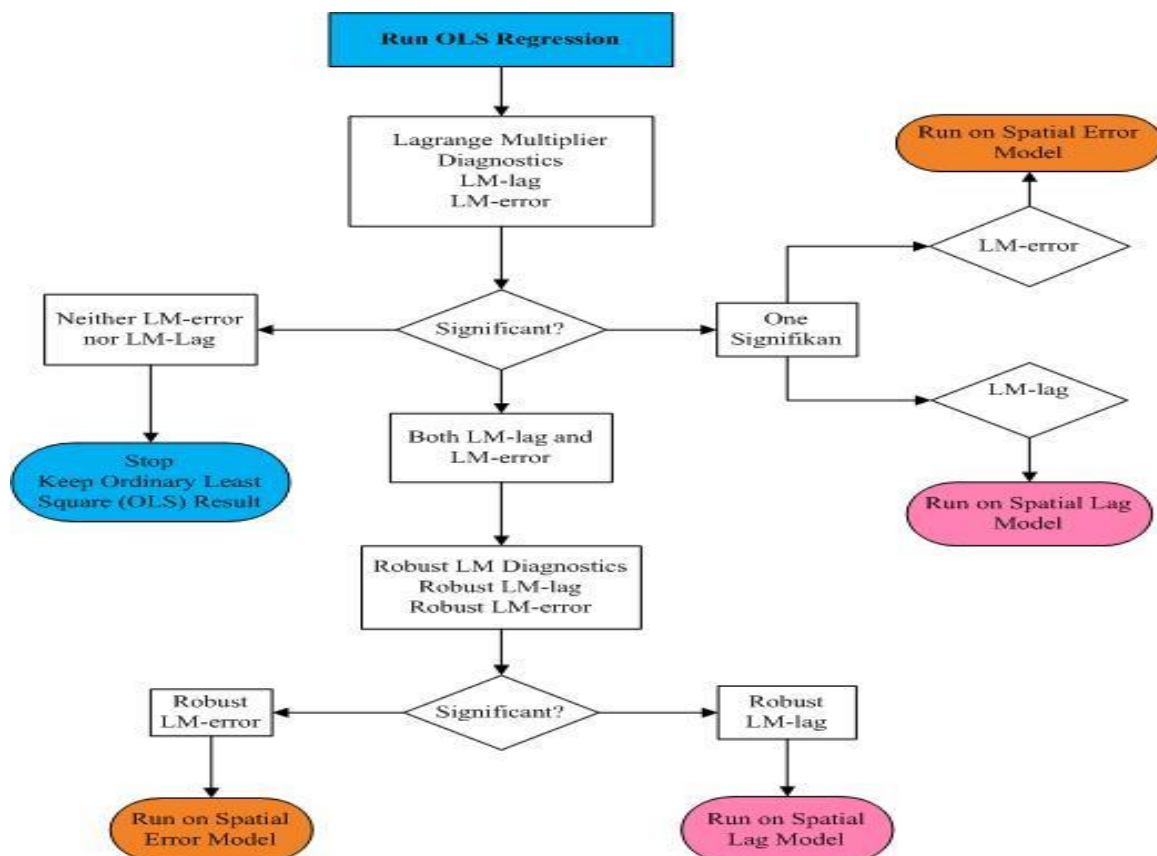 Run OLS Regression
Lagrange Multiplier
Diagnostics
LM-lag
LM-error
Run on Spatial Error
Model
LM-error
Neither LM-error
nor LM-Lag
Significant?
One
Signifikan
LM-lag
Both LM-lag and
LM-error
Stop
Keep Ordinary Least
Square (OLS) Result
Run on Spatial Lag
Model
Robust LM Diagnostics
Robust LM-lag
Robust LM-error
Robust
LM-error
Significant?
Robust
LM-lag
Run on Spatial
Error Model
Run on Spatial
Lag Model